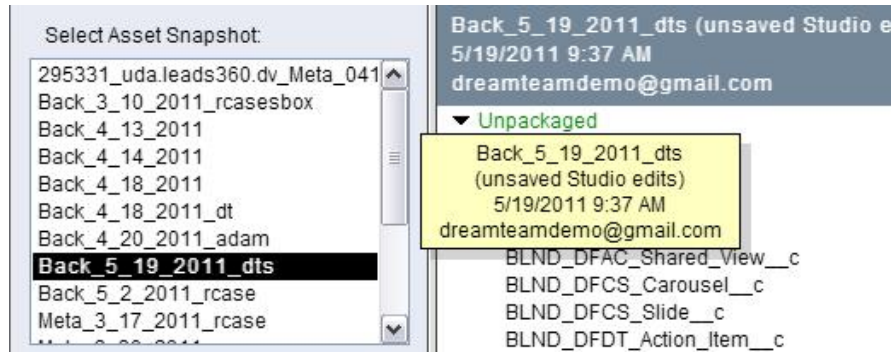 Select Asset Snapshot:
295331_uda.leads360.dv_Meta_041
Back_3_10_2011_rcasesbox
Back_4_13_2011
Back_4_14_2011
Back_4_18_2011
Back_4_18_2011_dt
Back_4_20_2011_adam
Back_5_19_2011_dts
Back_5_2_2011_rcase
Meta_3_17_2011_rcase
Back_5_19_2011_dts (unsaved Studio e
5/19/2011 9:37 AM
dreamteamdemo@gmail.com
Unpackaged
Back_5_19_2011_dts
(unsaved Studio edits)
5/19/2011 9:37 AM
dreamteamdemo@gmail.com
BLND_DFAC_Shared_View__c
BLND_DFCS_Carousel__c
BLND_DFCS_Slide__c
BLND_DFDT_Action_Item__c